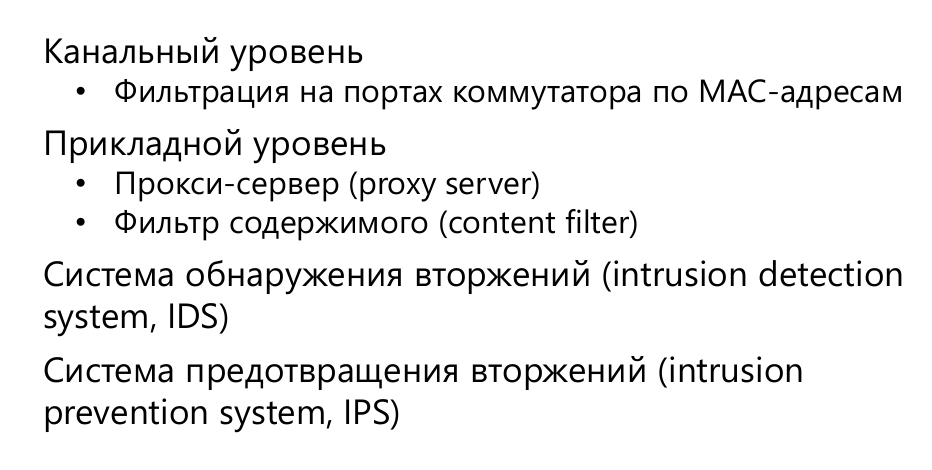 Канальный уровень
• Фильтрация на портах коммутатора по MAC-адресам
Прикладной уровень
• Прокси-сервер (proxy server)
• Фильтр содержимого (content filter)
Система обнаружения вторжений (intrusion detection
system, IDS)
Система предотвращения вторжений (intrusion
prevention system, IPS)